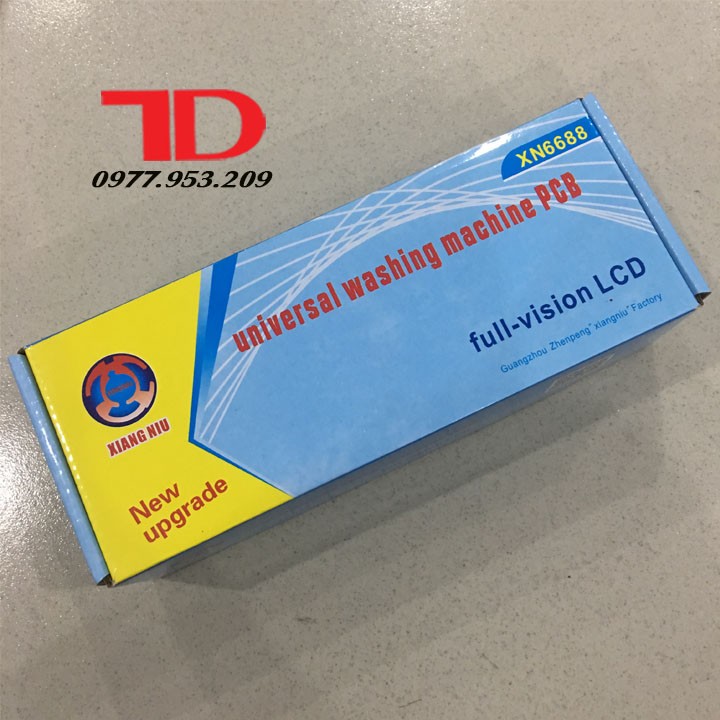 TD
0977.953.209
XN6688
universal washing machine PCB
full-vision LCD
Guangzhou Zhenpeng "xiangniu" Factory
XIANG NIU
New
upgrade